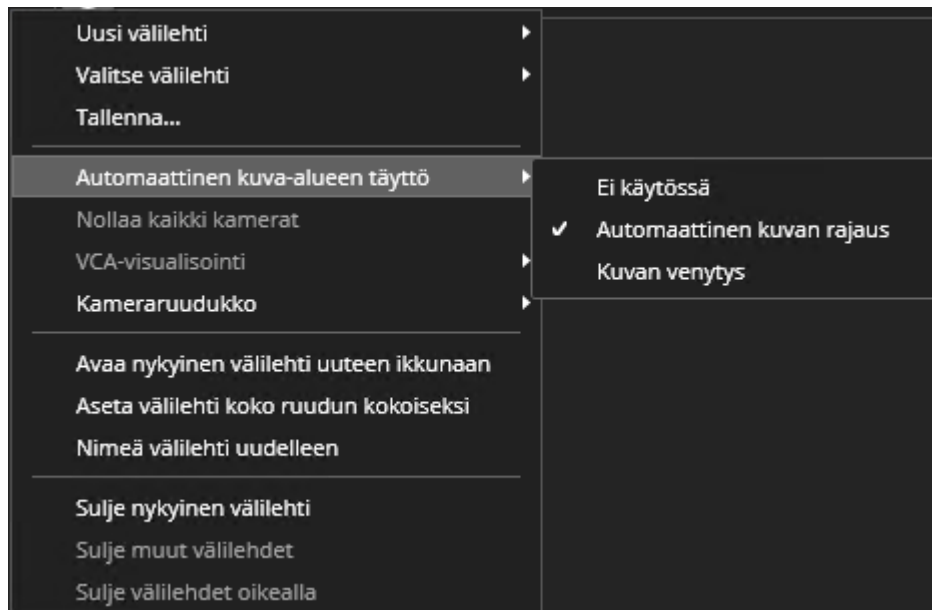 Uusi välilehti
Valitse välilehti
Tallenna...
Automaattinen kuva-alueen täyttö
Nollaa kaikki kamerat
VCA-visualisointi
Kameraruudukko
Avaa nykyinen välilehti uuteen ikkunaan
Aseta välilehti koko ruudun kokoiseksi
Nimeä välilehti uudelleen
Sulje nykyinen välilehti
Sulje muut välilehdet
Sulje välilehdet oikealla
Ei käytössä
Automaattinen kuvan rajaus
Kuvan venytys